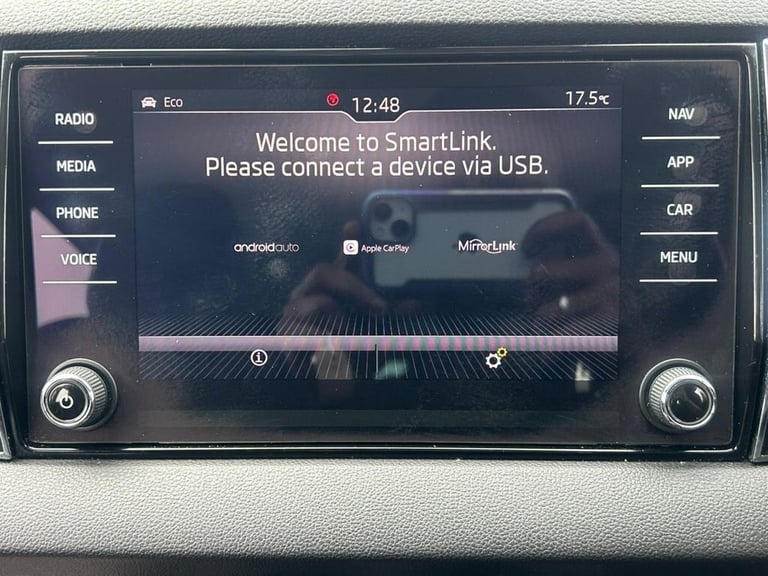 Eco
12:48
17.5°C
Welcome to SmartLink.
Please connect a device via USB.
androidauto
Apple CarPlay
MirrorLink
RADIO
MEDIA
PHONE
VOICE
NAV
APP
CAR
MENU